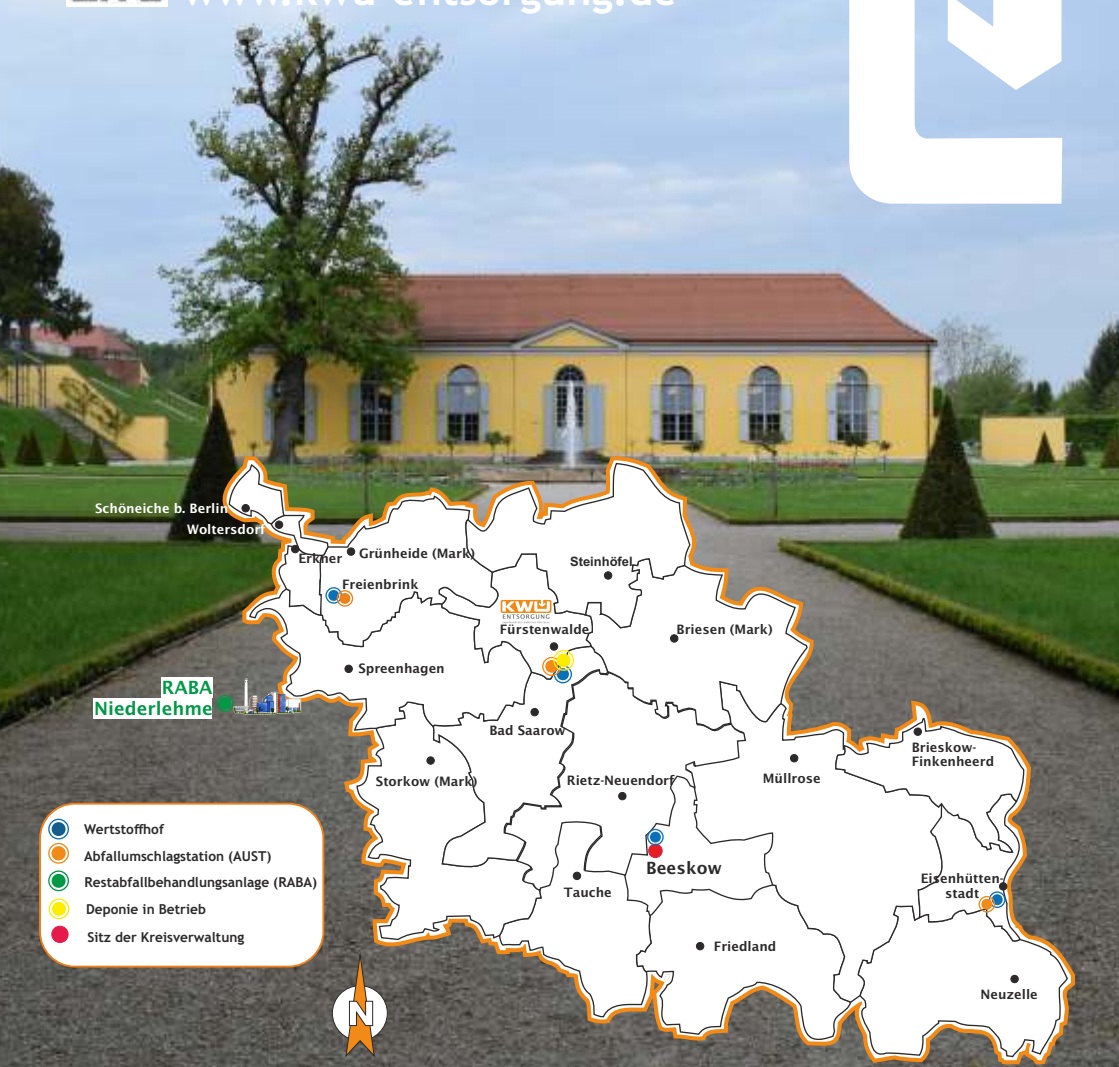 www.kwu-entsorgung.de
Schöneiche b. Berlin
Woltersdorf
Erkner
Grünheide (Mark)
Freienbrink
Steinhöfel
KWU
ENTSORGUNG
Fürstenwalde
Briesen (Mark)
Spreenhagen
RABA
Niederlehme
Bad Saarow
Brieskow-
Finkenheerd
Storkow (Mark)
Rietz-Neuendorf
Müllrose
Wertstoffhof
Abfallumschlagstation (AUST)
Restabfallbehandlungsanlage (RABA)
Deponie in Betrieb
Sitz der Kreisverwaltung
Beeskow
Tauche
Eisenhütten-
stadt
Friedland
Neuzelle
N